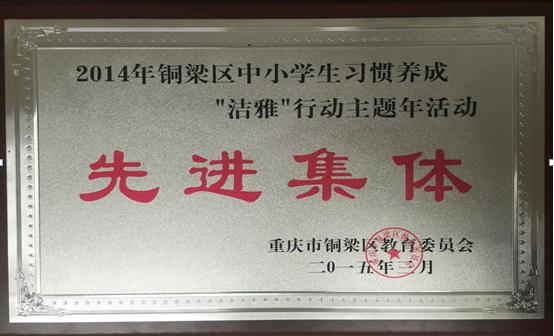 2014年铜梁区中小学生习惯养成
"洁雅"行动主题年活动
先进集体
重庆市铜梁区教育委员会
二0一五年三月